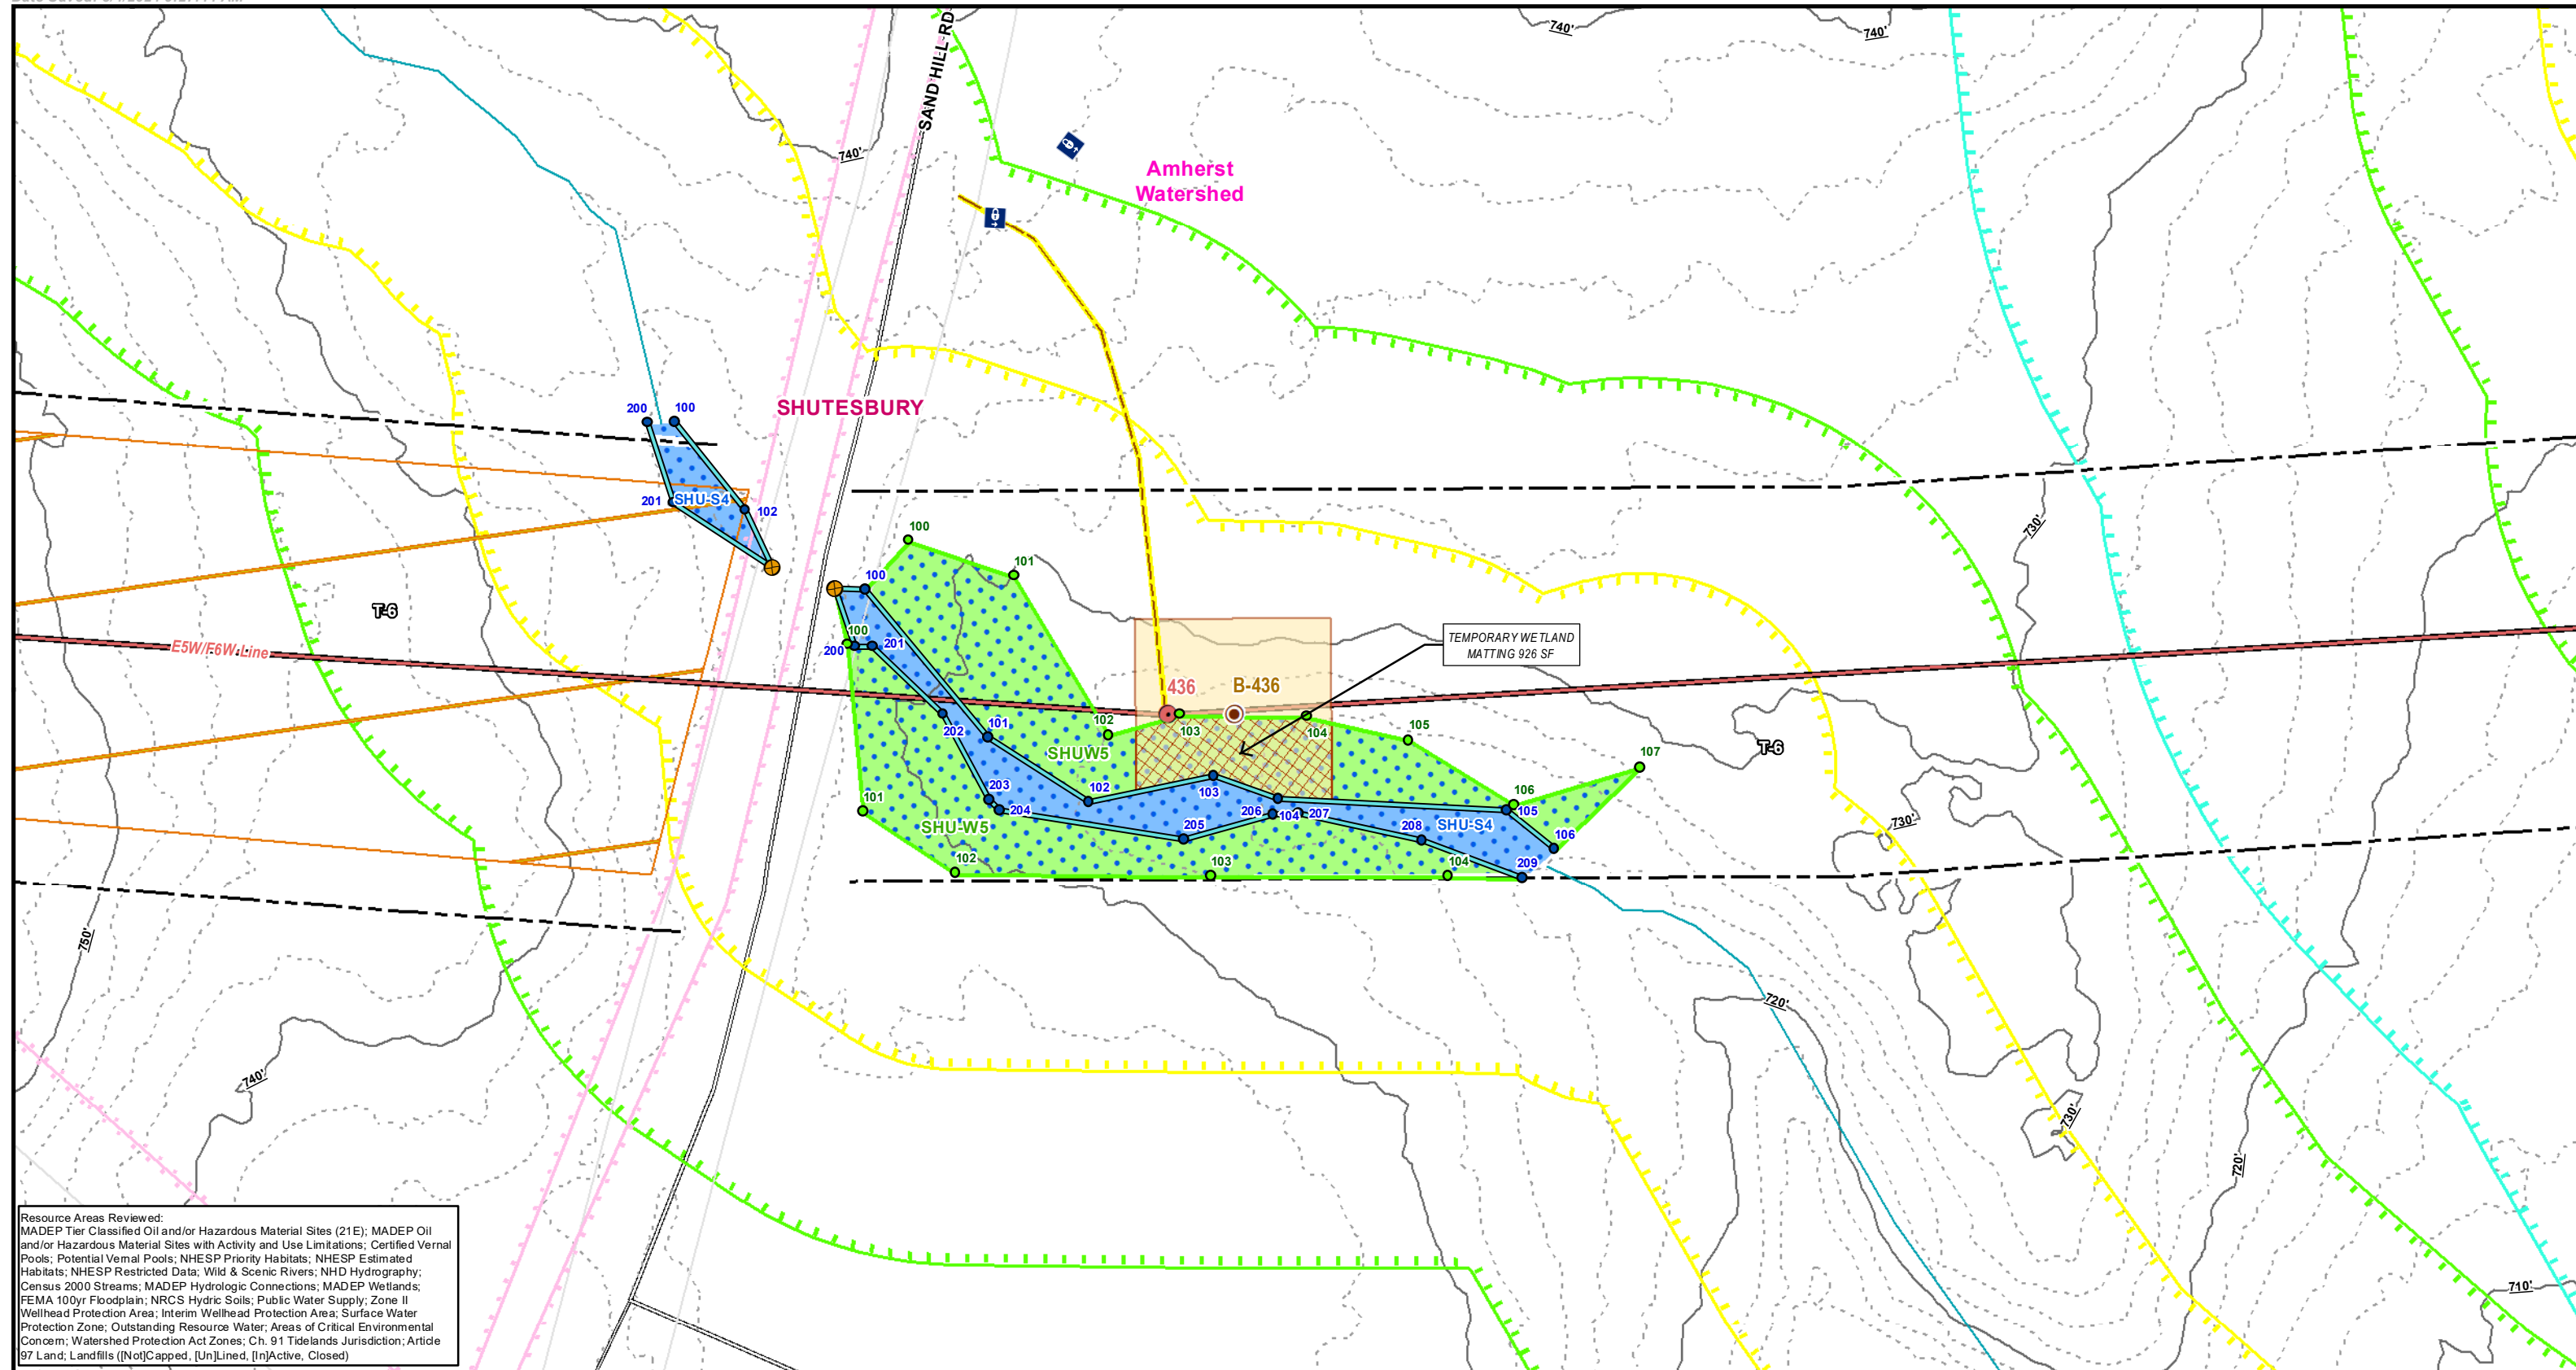 740'
740'
SAND HILL RD
740'
Amherst
Watershed
SHUTESBURY
200
100
201
SHU-S4
102
100
101
100
T-6
E5W/F6W Line
100
200
201
TEMPORARY WETLAND
MATTING 926 SF
730'
436
B-436
202
101
102
SHUW5
103
104
105
T-6
107
203
204
102
103
106
105
101
SHU-W5
205
206
104
207
208
SHU-S4
106
730'
102
103
104
209
750'
720'
740'
730'
720'
710'
Resource Areas Reviewed:
MADEP Tier Classified Oil and/or Hazardous Material Sites (21E); MADEP Oil
and/or Hazardous Material Sites with Activity and Use Limitations; Certified Vernal
Pools; Potential Vernal Pools; NHESP Priority Habitats; NHESP Estimated
Habitats; NHESP Restricted Data; Wild & Scenic Rivers; NHD Hydrography;
Census 2000 Streams; MADEP Hydrologic Connections; MADEP Wetlands;
FEMA 100yr Floodplain; NRCS Hydric Soils; Public Water Supply; Zone II
Wellhead Protection Area; Interim Wellhead Protection Area; Surface Water
Protection Zone; Outstanding Resource Water; Areas of Critical Environmental
Concern; Watershed Protection Act Zones; Ch. 91 Tidelands Jurisdiction; Article
97 Land; Landfills ([Not]Capped, [Un]Lined, [In]Active, Closed)